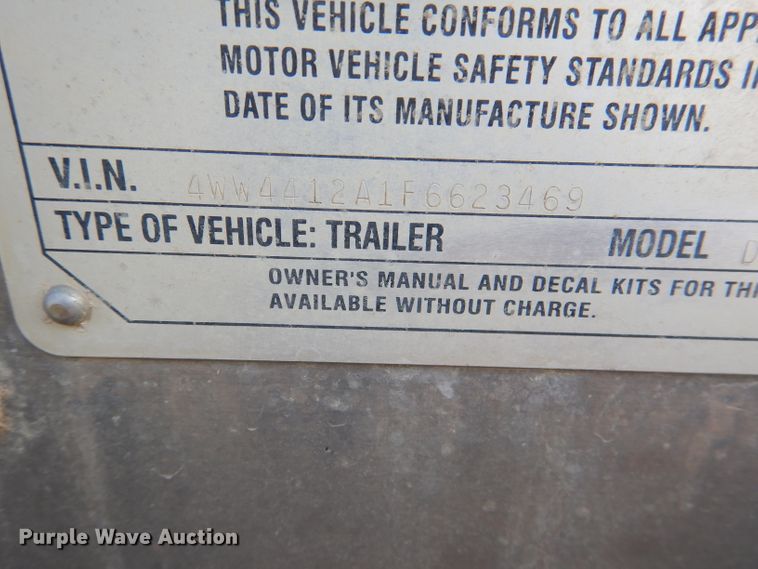 THIS VEHICLE CONFORMS TO ALL APP
MOTOR VEHICLE SAFETY STANDARDS I
DATE OF ITS MANUFACTURE SHOWN.
V.I.N. 4WW4412A1F6623469
TYPE OF VEHICLE: TRAILER MODEL D
OWNER'S MANUAL AND DECAL KITS FOR THI
AVAILABLE WITHOUT CHARGE.
Purple Wave Auction